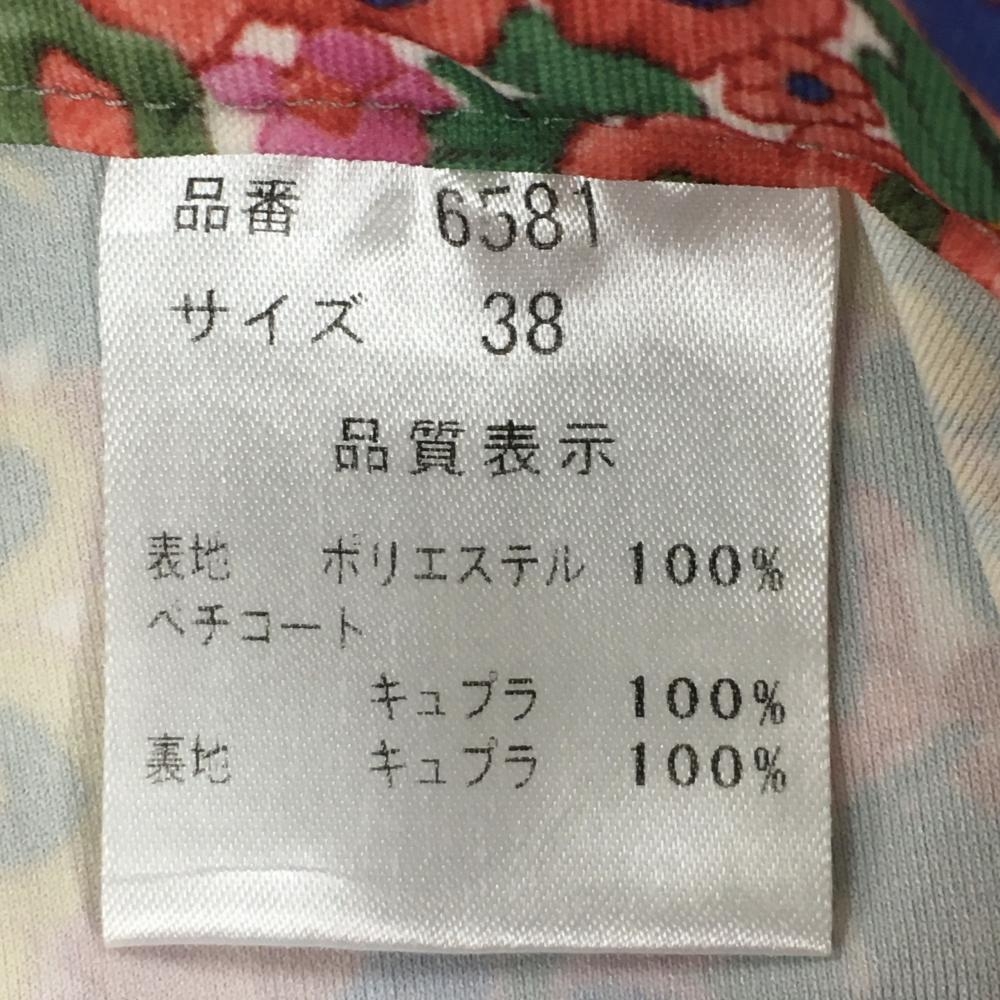 品番 6581
サイズ 38
品質表示
表地 ポリエステル 100%
ペチコート
キュプラ 100%
裏地 キュプラ 100%